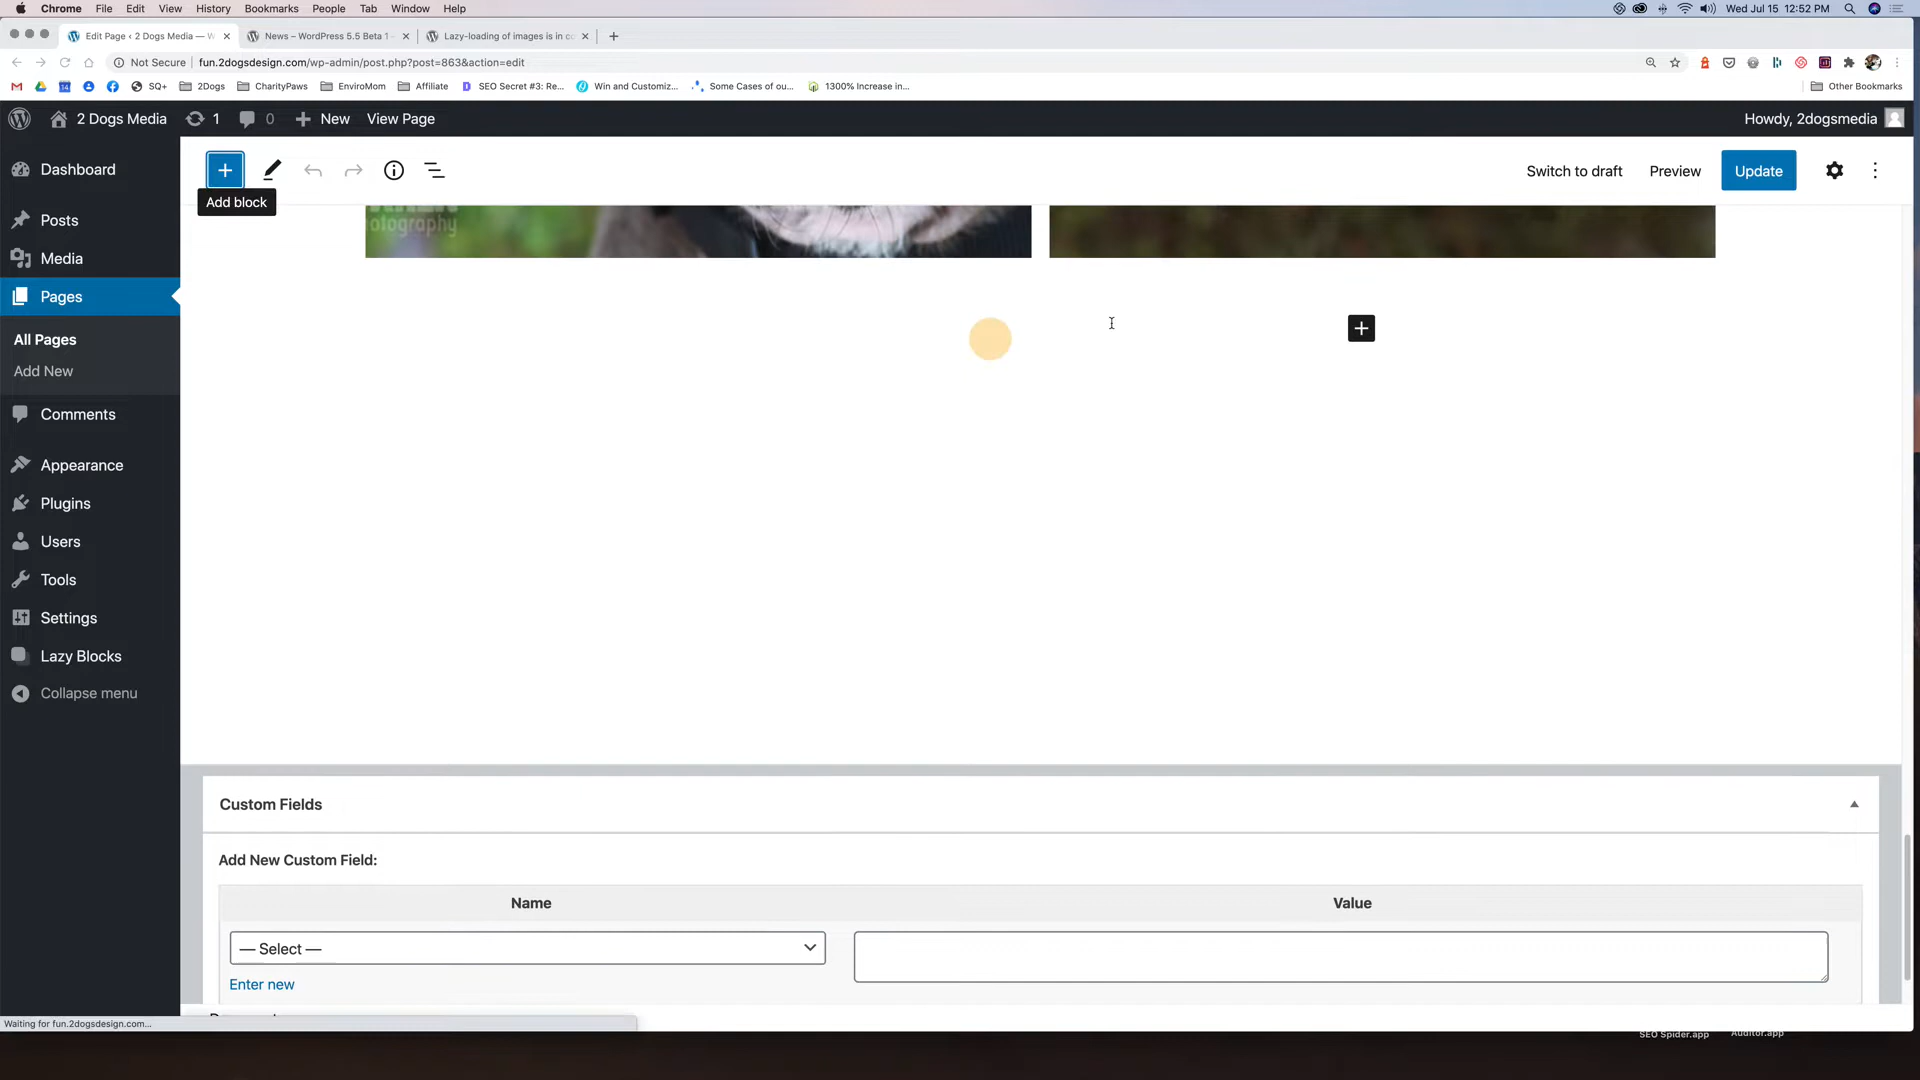 Chrome File Edit View History Bookmarks People Tab Window Help Wed Jul 15 12:52 PM
Edit Page ‹ 2 Dogs Media — W News – WordPress 5.5 Beta 1 - Lazy-loading of images is in co
Not Secure fun.2dogsdesign.com/wp-admin/post.php?post=863&action=edit
SQ+ 2Dogs CharityPaws EnviroMom Affiliate SEO Secret #3: Re... Win and Customiz... Some Cases of ou... 1300% Increase in... Other Bookmarks
2 Dogs Media 1 0 New View Page Howdy, 2dogsmedia
Dashboard
Posts
Media
Pages
All Pages
Add New
Comments
Appearance
Plugins
Users
Tools
Settings
Lazy Blocks
Collapse menu
Switch to draft Preview Update
Add block
otography
Custom Fields
Add New Custom Field:
Name Value
— Select —
Enter new
Waiting for fun.2dogsdesign.com...
SEO Spider.app Auditor.app